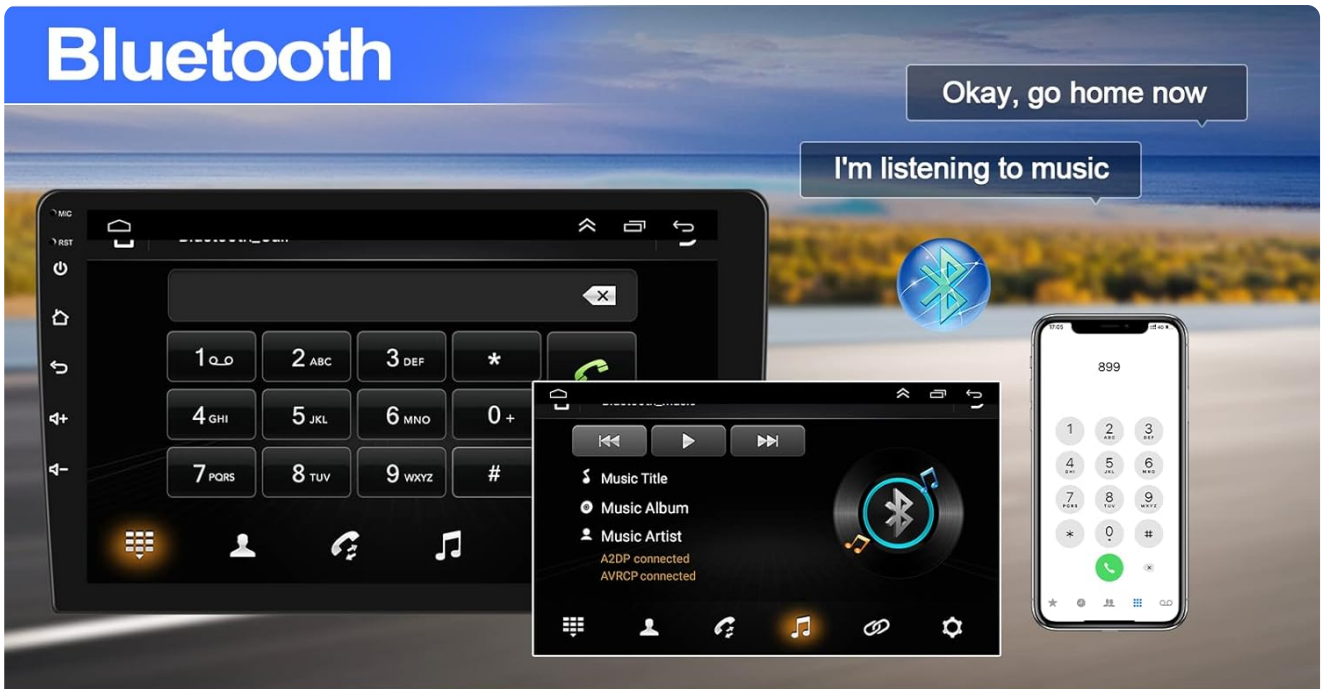 Bluetooth
Okay, go home now
I'm listening to music
MIC
RST
1
2 ABC
3 DEF
*
4 GHI
5 JKL
6 MNO
0 +
7 PQRS
8 TUV
9 WXYZ
#
Music Title
Music Album
Music Artist
A2DP connected
AVRCP connected
17:05
899
1
2 ABC
3 DEF
4 GHI
5 JKL
6 MNO
7 PQRS
8 TUV
9 WXYZ
*
0
#